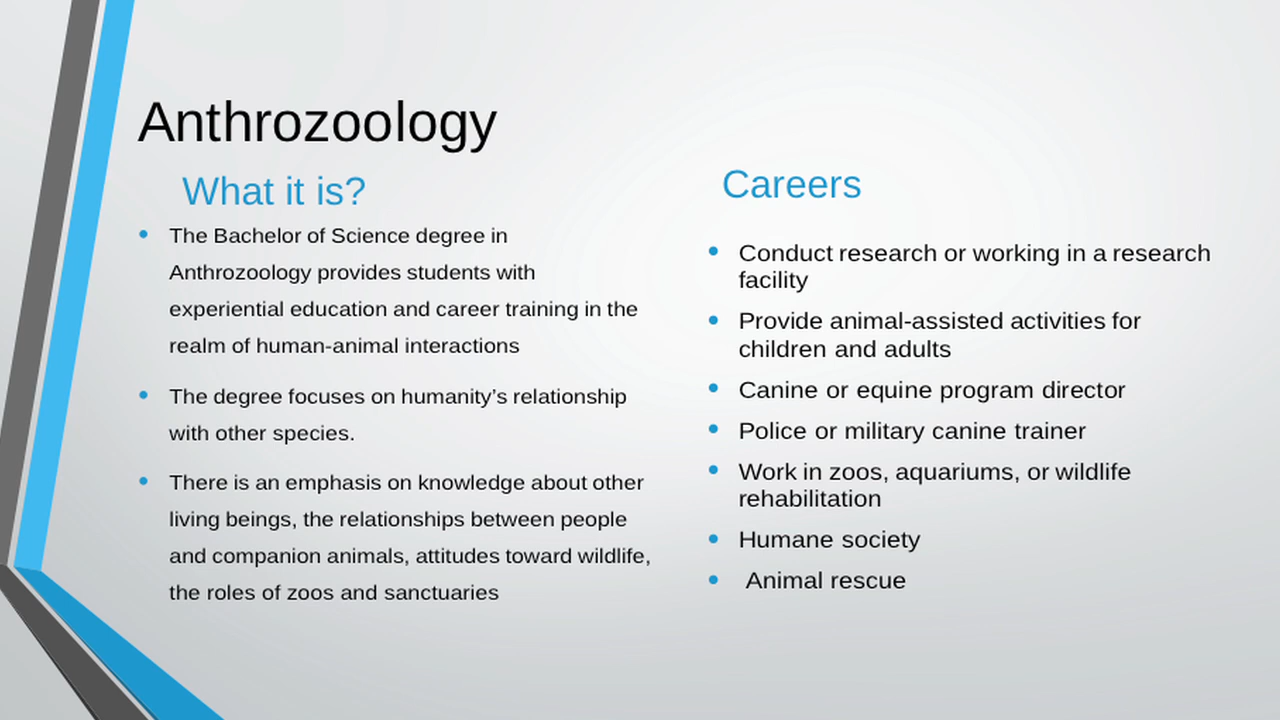 Anthrozoology
What it is?
• The Bachelor of Science degree in
Anthrozoology provides students with
experiential education and career training in the
realm of human-animal interactions
• The degree focuses on humanity’s relationship
with other species.
• There is an emphasis on knowledge about other
living beings, the relationships between people
and companion animals, attitudes toward wildlife,
the roles of zoos and sanctuaries
Careers
• Conduct research or working in a research
facility
• Provide animal-assisted activities for
children and adults
• Canine or equine program director
• Police or military canine trainer
• Work in zoos, aquariums, or wildlife
rehabilitation
• Humane society
• Animal rescue